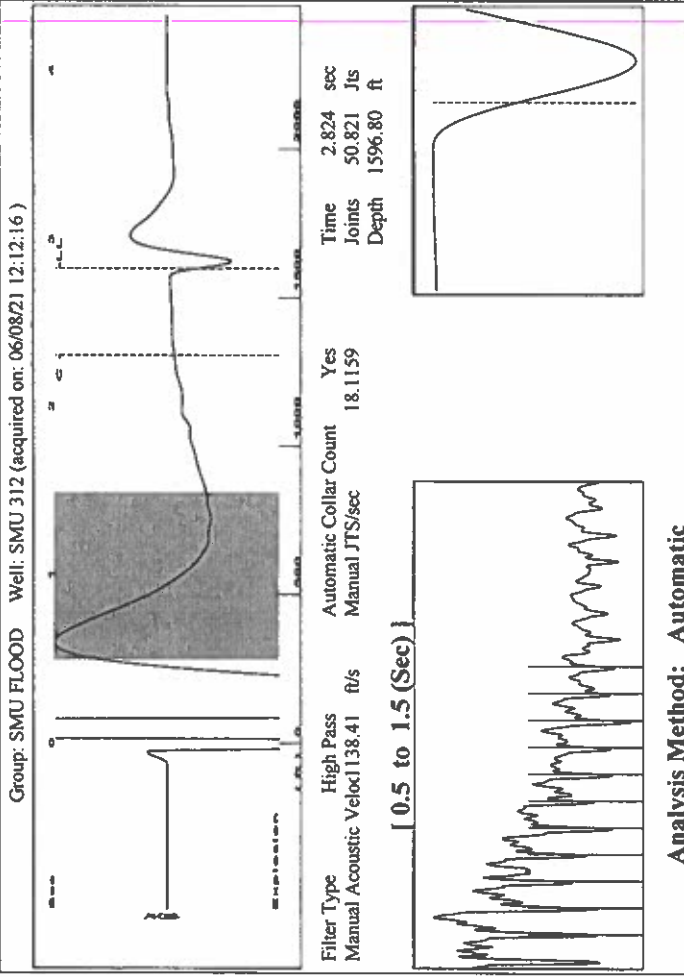 Group: SMU FLOOD Well: SMU 312 (acquired on: 06/08/21 12:12:16 )
Explosion
Filter Type High Pass Automatic Collar Count Yes Time 2.824 sec
Manual Acoustic Veloc1138.41 ft/s Manual JTS/sec 18.1159 Joints 50.821 Jts
Depth 1596.80 ft
[ 0.5 to 1.5 (Sec) ]
Analysis Method: Automatic